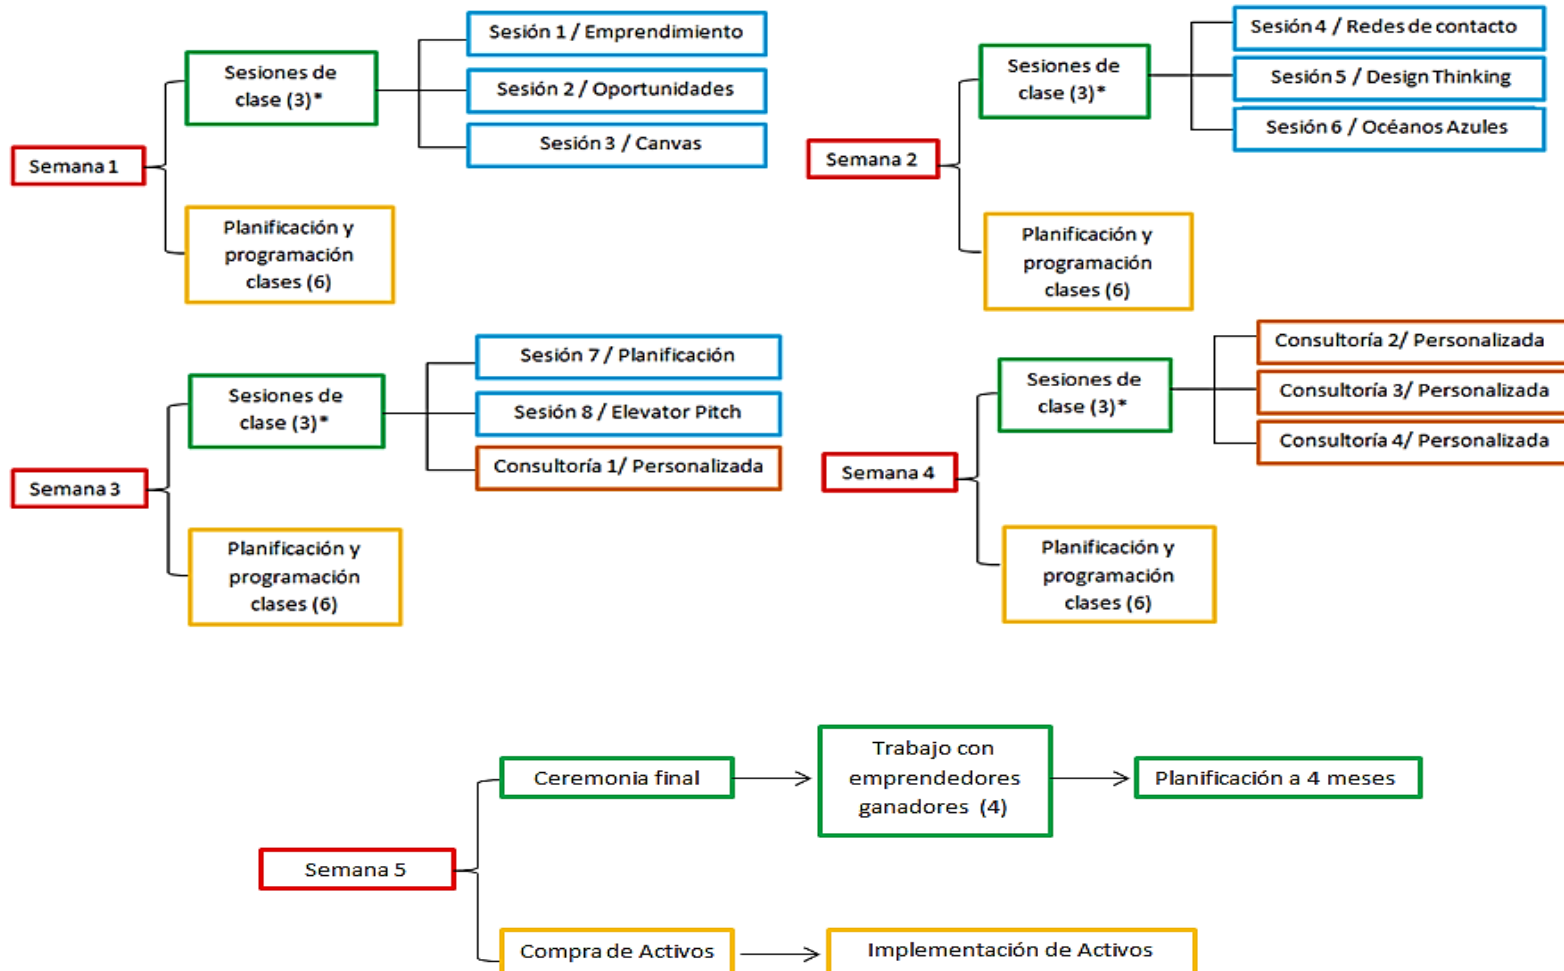 Semana 1
Sesiones de
clase (3)*
Sesión 1 / Emprendimiento
Sesión 2 / Oportunidades
Sesión 3 / Canvas
Planificación y
programación
clases (6)
Semana 2
Sesiones de
clase (3)*
Sesión 4 / Redes de contacto
Sesión 5 / Design Thinking
Sesión 6 / Océanos Azules
Planificación y
programación
clases (6)
Semana 3
Sesiones de
clase (3)*
Sesión 7 / Planificación
Sesión 8 / Elevator Pitch
Consultoría 1/ Personalizada
Planificación y
programación
clases (6)
Semana 4
Sesiones de
clase (3)*
Consultoría 2/ Personalizada
Consultoría 3/ Personalizada
Consultoría 4/ Personalizada
Planificación y
programación
clases (6)
Semana 5
Ceremonia final
Trabajo con
emprendedores
ganadores (4)
Planificación a 4 meses
Compra de Activos
Implementación de Activos